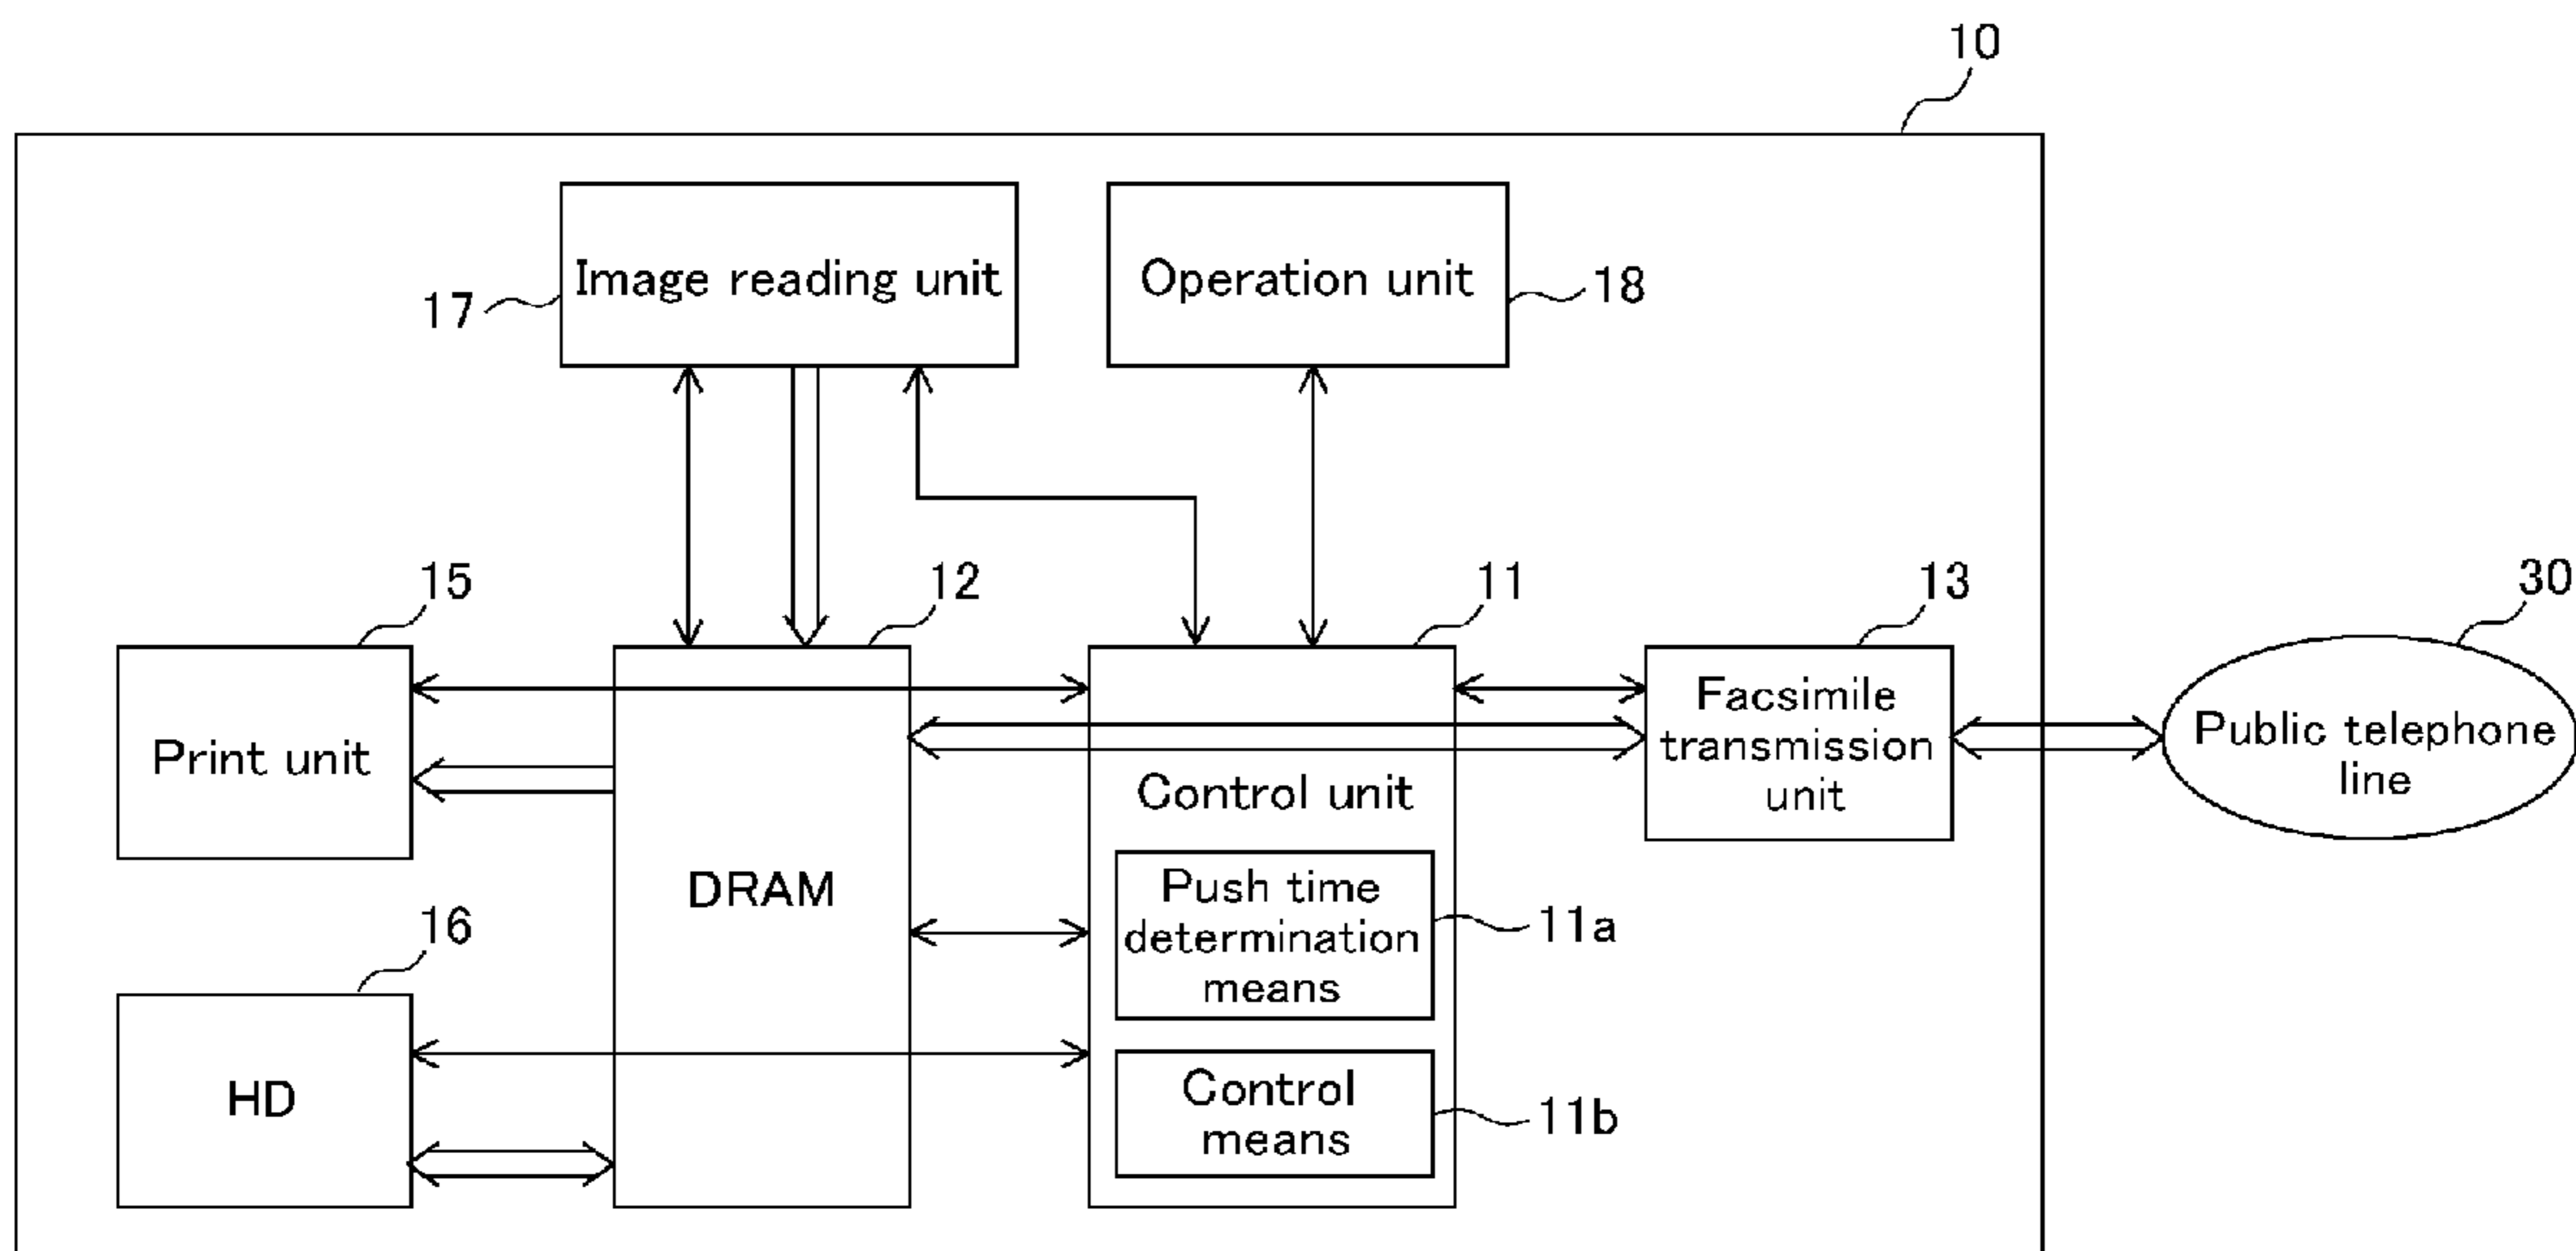 10
Image reading unit
17
Operation unit
18
15
12
11
13
30
Print unit
DRAM
Control unit
Facsimile
transmission
unit
Public telephone
line
Push time
determination
means
11a
16
HD
Control
means
11b